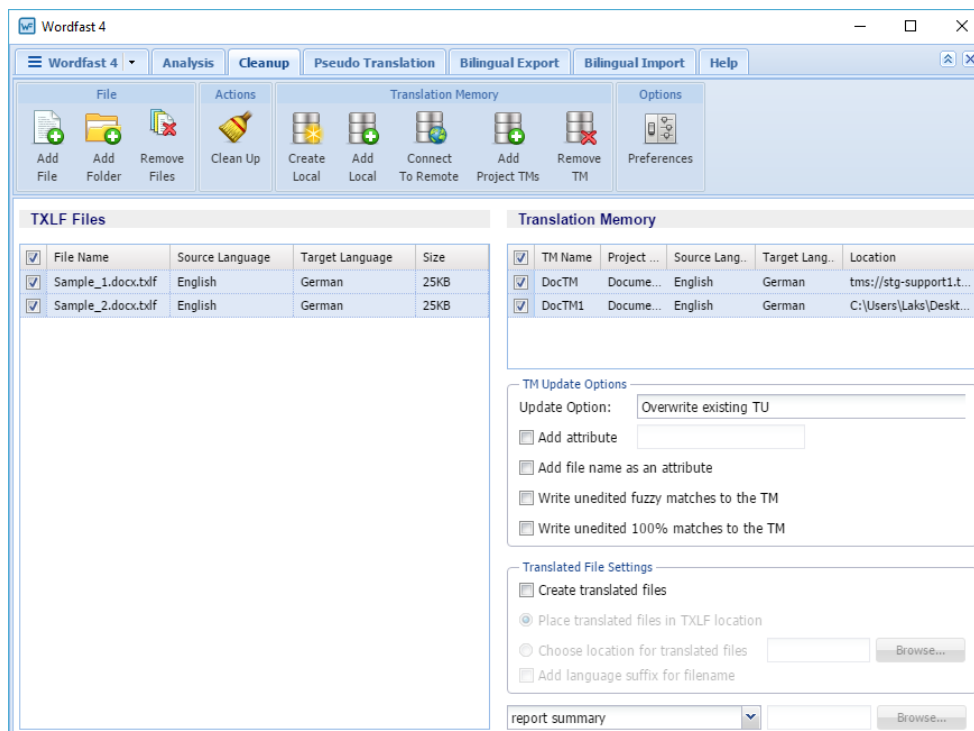 Wordfast 4
Wordfast 4 Analysis Cleanup Pseudo Translation Bilingual Export Bilingual Import Help
File Actions Translation Memory Options
Add File Add Folder Remove Files Clean Up Create Local Add Local Connect To Remote Add Project TMs Remove TM Preferences
TXLF Files
File Name Source Language Target Language Size
Sample_1.docx.txlf English German 25KB
Sample_2.docx.txlf English German 25KB
Translation Memory
TM Name Project ... Source Lang.. Target Lang.. Location
DocTM Docume... English German tms://stg-support1.t...
DocTM1 Docume... English German C:\Users\Laks\Deskt...
TM Update Options
Update Option: Overwrite existing TU
Add attribute
Add file name as an attribute
Write unedited fuzzy matches to the TM
Write unedited 100% matches to the TM
Translated File Settings
Create translated files
Place translated files in TXLF location
Choose location for translated files Browse...
Add language suffix for filename
report summary Browse...